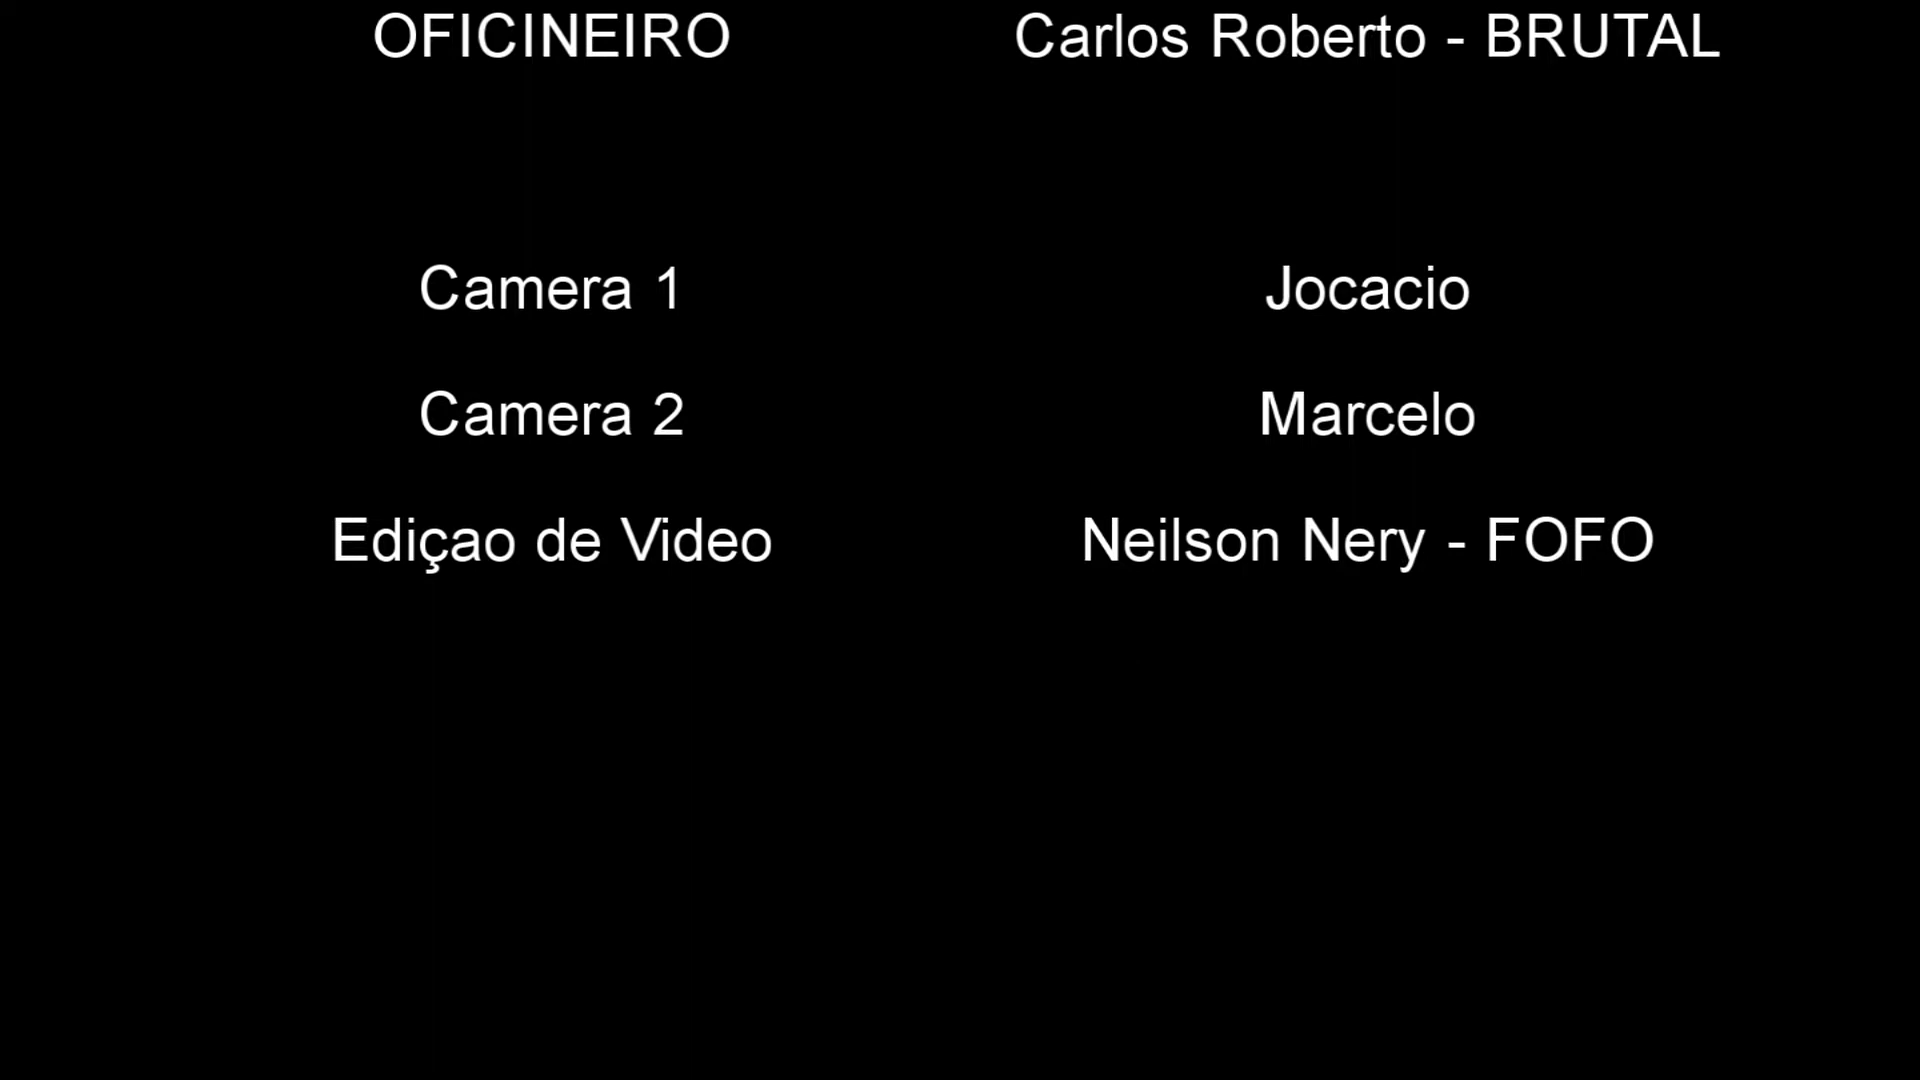 OFICINEIRO Carlos Roberto - BRUTAL
Camera 1 Jocacio
Camera 2 Marcelo
Ediçao de Video Neilson Nery - FOFO